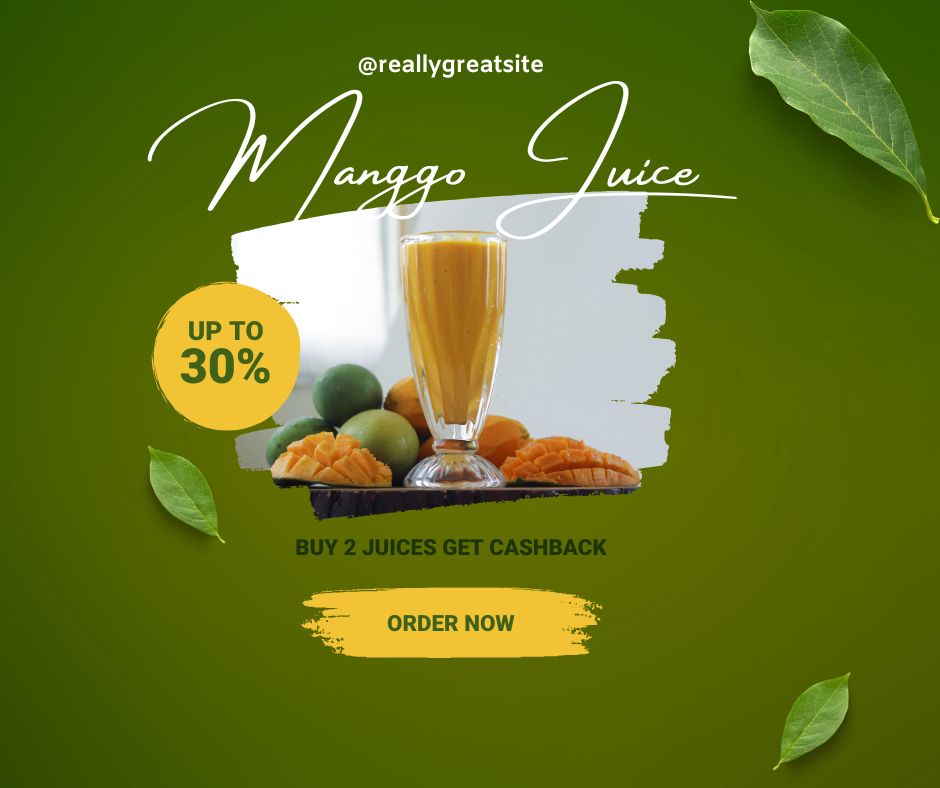 @reallygreatsite
Manggo Juice
UP TO
30%
BUY 2 JUICES GET CASHBACK
ORDER NOW